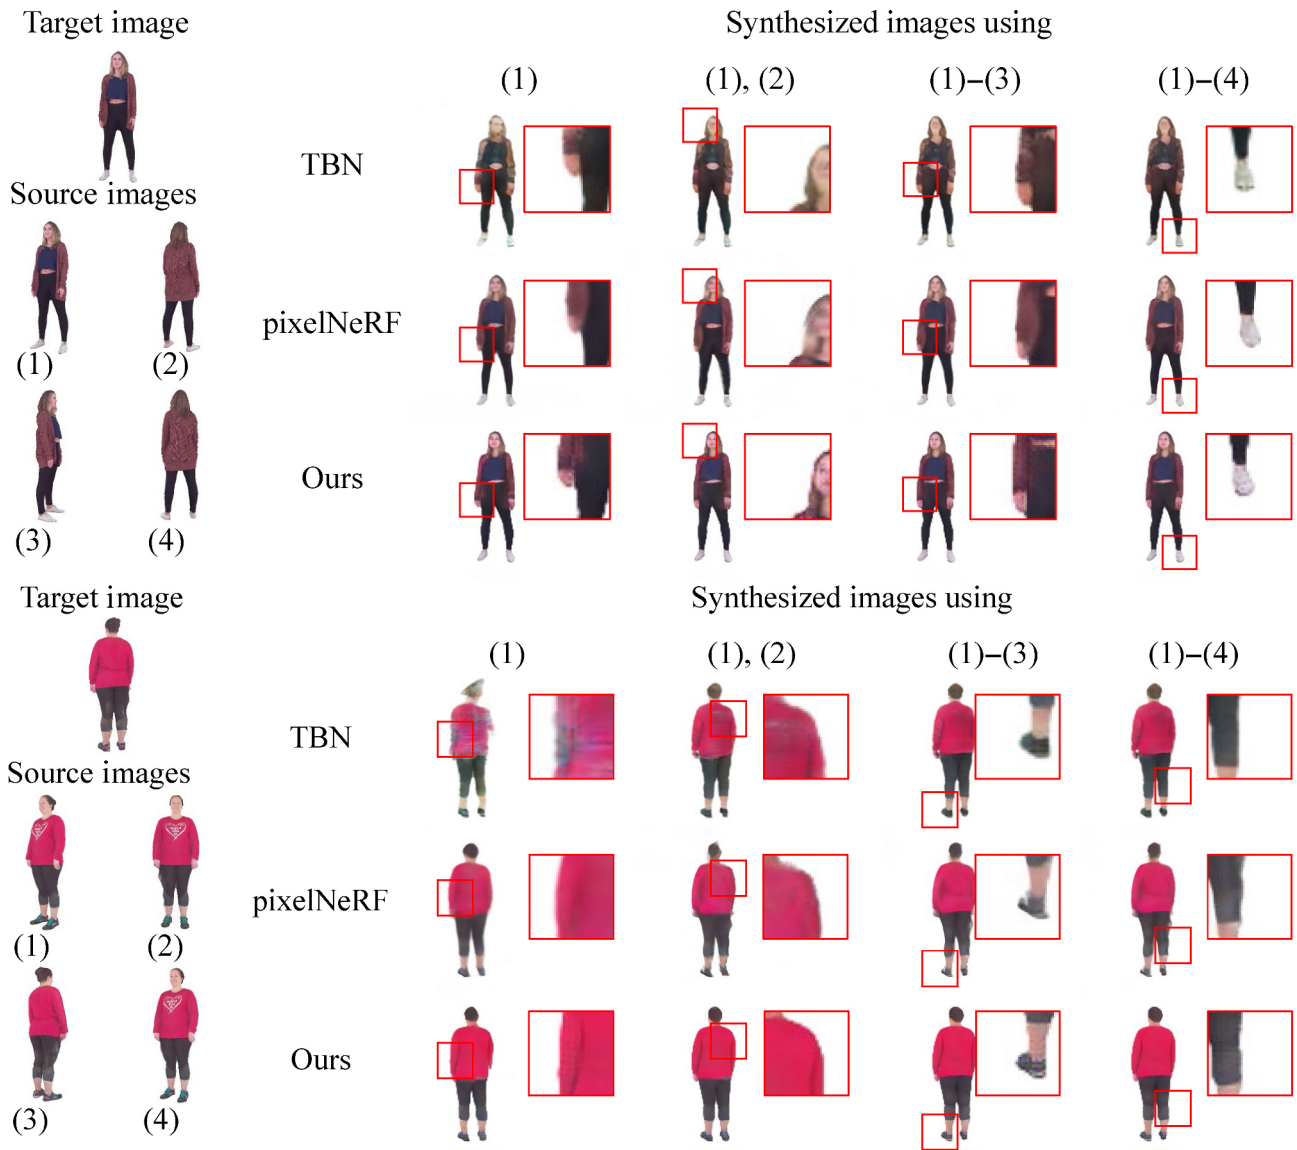 Target image
Synthesized images using
(1)
(1), (2)
(1)–(3)
(1)–(4)
TBN
Source images
pixelNeRF
(1)
(2)
Ours
(3)
(4)
Target image
Synthesized images using
(1)
(1), (2)
(1)–(3)
(1)–(4)
TBN
Source images
pixelNeRF
(1)
(2)
Ours
(3)
(4)